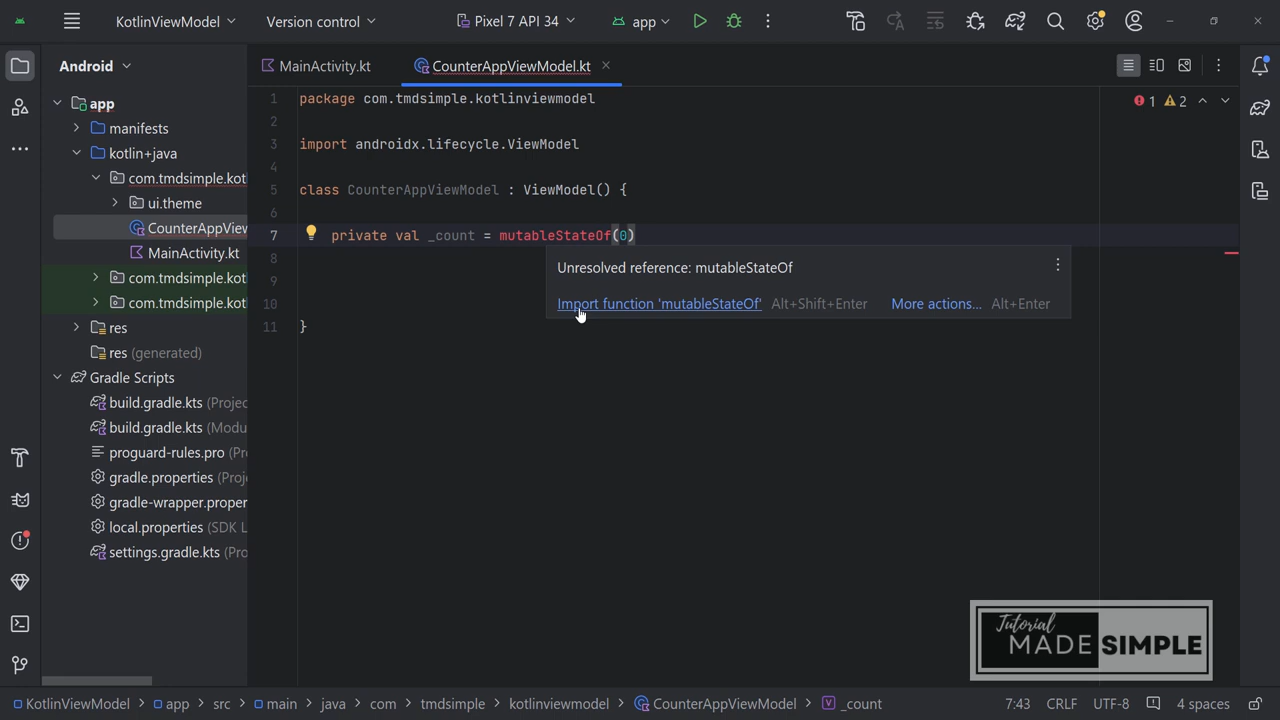 KotlinViewModel
Version control
Pixel 7 API 34
app
Android
MainActivity.kt
CounterAppViewModel.kt
app
manifests
kotlin+java
com.tmdsimple.kotl
ui.theme
CounterAppView
MainActivity.kt
com.tmdsimple.kotl
com.tmdsimple.kotl
res
res (generated)
Gradle Scripts
build.gradle.kts (Projec
build.gradle.kts (Modu
proguard-rules.pro (Pro
gradle.properties (Proj
gradle-wrapper.proper
local.properties (SDK L
settings.gradle.kts (Pro
1 package com.tmdsimple.kotlinviewmodel
2
3 import androidx.lifecycle.ViewModel
4
5 class CounterAppViewModel : ViewModel() {
6
7 private val _count = mutableStateOf(0)
8
9
10
11 }
1 2
Unresolved reference: mutableStateOf
Import function 'mutableStateOf' Alt+Shift+Enter More actions... Alt+Enter
Tutorial
MADE SIMPLE
KotlinViewModel
app
src
main
java
com
tmdsimple
kotlinviewmodel
CounterAppViewModel
_count
7:43 CRLF UTF-8 4 spaces